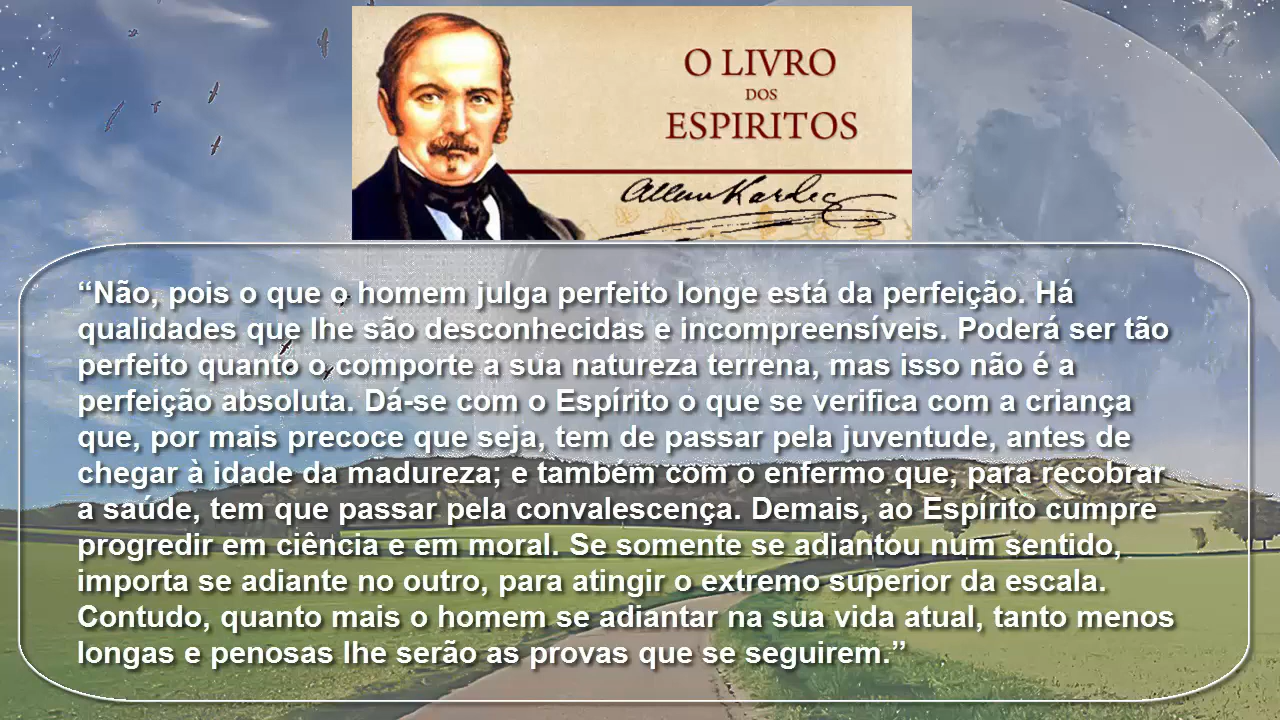 O LIVRO
DOS
ESPIRITOS
Allan Kardec
“Não, pois o que o homem julga perfeito longe está da perfeição. Há
qualidades que lhe são desconhecidas e incompreensíveis. Poderá ser tão
perfeito quanto o comporte a sua natureza terrena, mas isso não é a
perfeição absoluta. Dá-se com o Espírito o que se verifica com a criança
que, por mais precoce que seja, tem de passar pela juventude, antes de
chegar à idade da madureza; e também com o enfermo que, para recobrar
a saúde, tem que passar pela convalescença. Demais, ao Espírito cumpre
progredir em ciência e em moral. Se somente se adiantou num sentido,
importa se adiante no outro, para atingir o extremo superior da escala.
Contudo, quanto mais o homem se adiantar na sua vida atual, tanto menos
longas e penosas lhe serão as provas que se seguirem.”